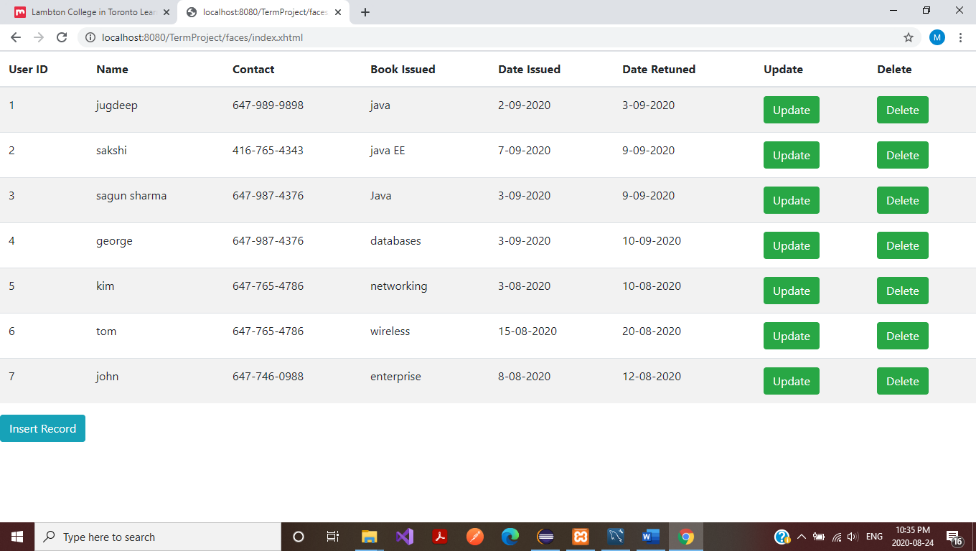 Lambton College in Toronto Lear
localhost:8080/TermProject/faces
localhost:8080/TermProject/faces/index.xhtml
M
User ID Name Contact Book Issued Date Issued Date Retuned Update Delete
1 jugdeep 647-989-9898 java 2-09-2020 3-09-2020 Update Delete
2 sakshi 416-765-4343 java EE 7-09-2020 9-09-2020 Update Delete
3 sagun sharma 647-987-4376 Java 3-09-2020 9-09-2020 Update Delete
4 george 647-987-4376 databases 3-09-2020 10-09-2020 Update Delete
5 kim 647-765-4786 networking 3-08-2020 10-08-2020 Update Delete
6 tom 647-765-4786 wireless 15-08-2020 20-08-2020 Update Delete
7 john 647-746-0988 enterprise 8-08-2020 12-08-2020 Update Delete
Insert Record
Type here to search
ENG
10:35 PM
2020-08-24
16